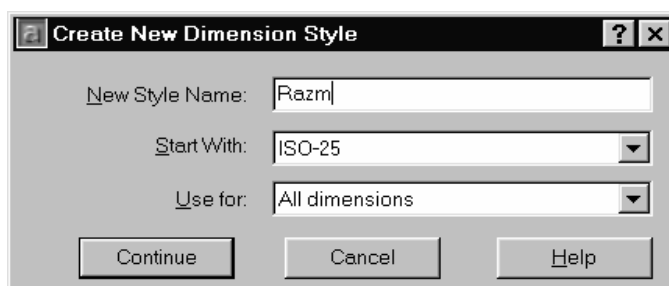 Create New Dimension Style
New Style Name: Razm
Start With: ISO-25
Use for: All dimensions
Continue Cancel Help